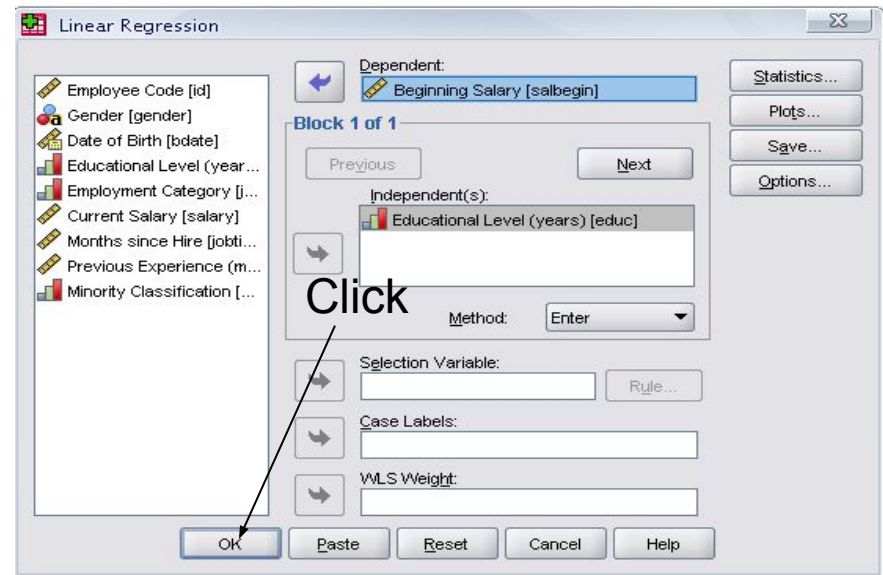 Linear Regression
Employee Code [id]
Gender [gender]
Date of Birth [bdate]
Educational Level (year...
Employment Category [j...
Current Salary [salary]
Months since Hire [jobti...
Previous Experience (m...
Minority Classification [...
Dependent:
Beginning Salary [salbegin]
Block 1 of 1
Previous
Next
Independent(s):
Educational Level (years) [educ]
Click
Method:
Enter
Selection Variable:
Rule...
Case Labels:
WLS Weight:
Statistics...
Plots...
Save...
Options...
OK
Paste
Reset
Cancel
Help